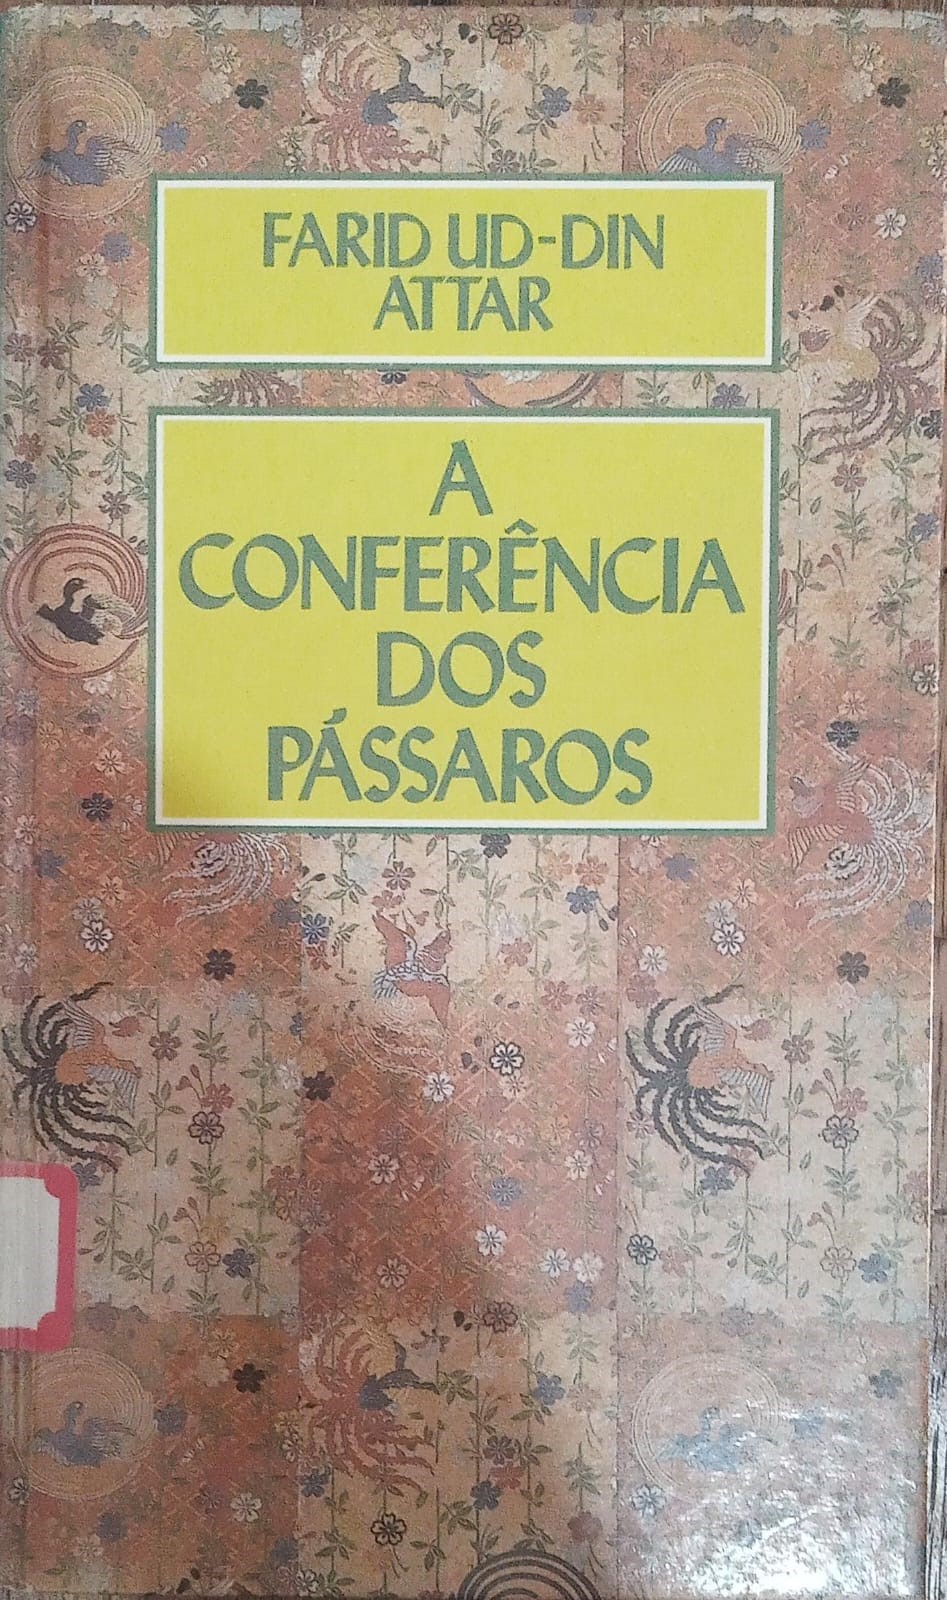 FARID UD-DIN
ATTAR
A
CONFERÊNCIA
DOS
PÁSSAROS